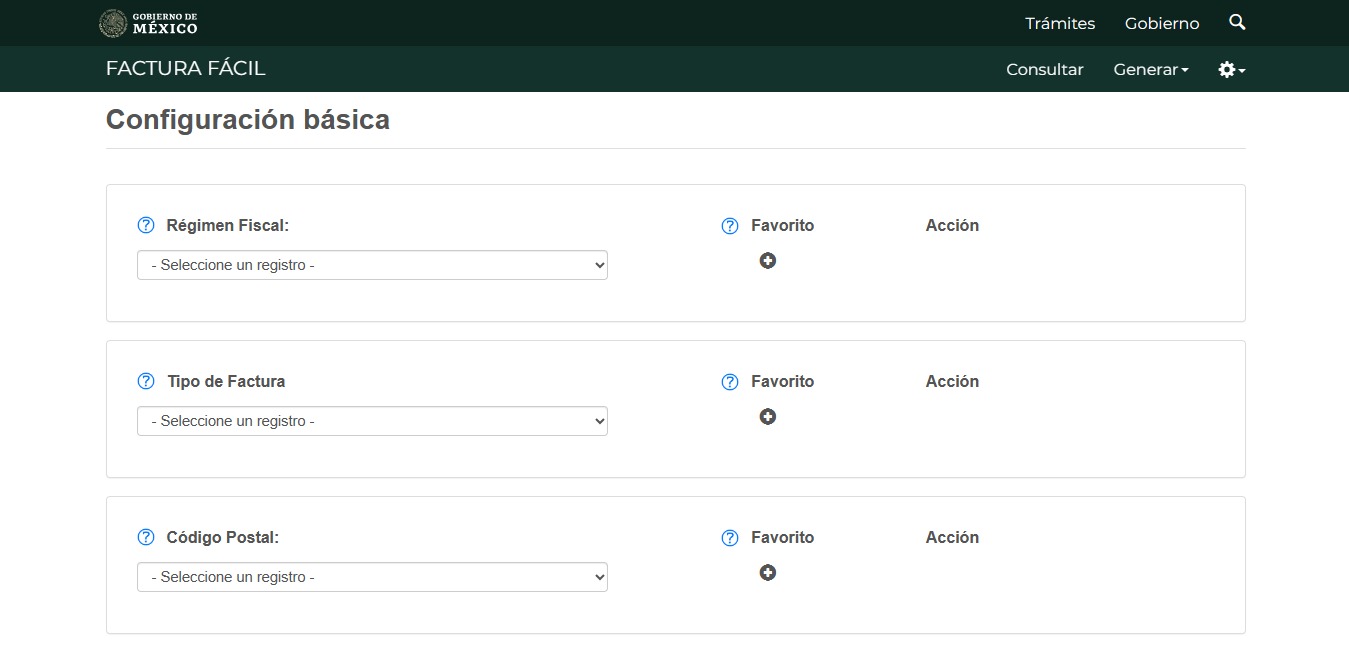 GOBIERNO DE
MÉXICO
Trámites Gobierno
FACTURA FÁCIL
Consultar Generar
Configuración básica
? Régimen Fiscal: ? Favorito Acción
- Seleccione un registro -
? Tipo de Factura ? Favorito Acción
- Seleccione un registro -
? Código Postal: ? Favorito Acción
- Seleccione un registro -